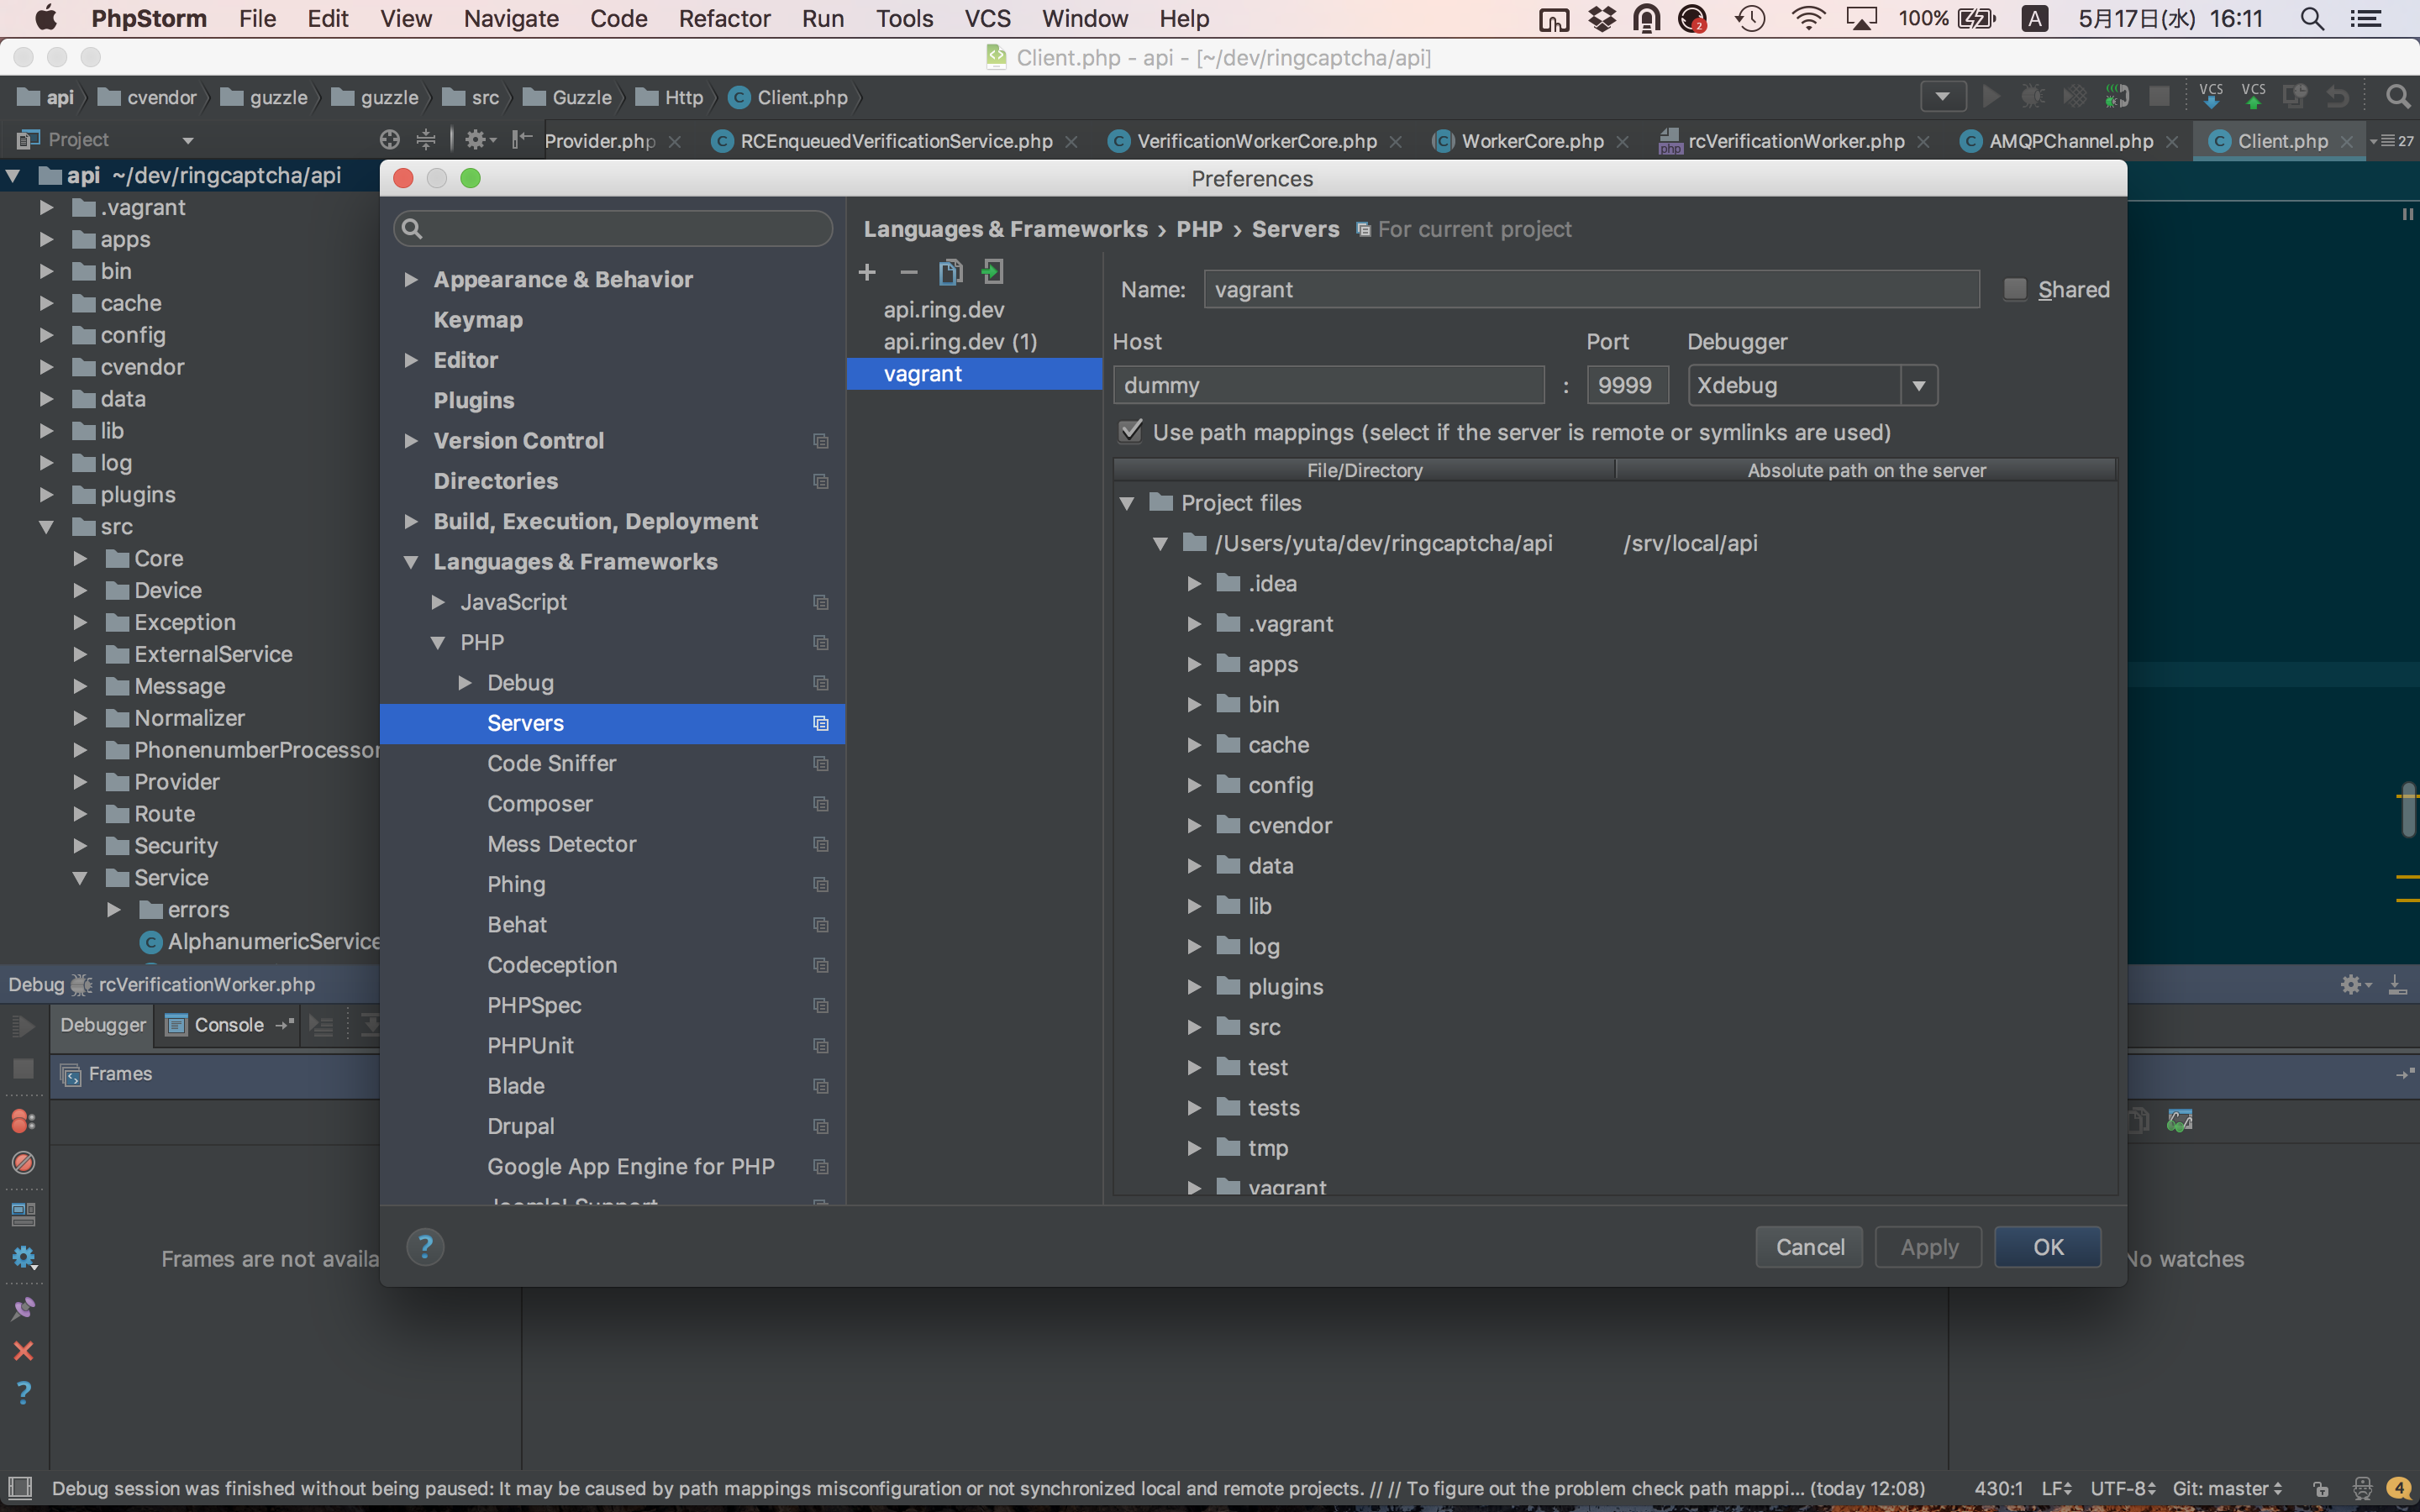 PhpStorm File Edit View Navigate Code Refactor Run Tools VCS Window Help 2 100% A 5月17日(水) 16:11
Client.php - api - [~/dev/ringcaptcha/api]
api cvendor guzzle guzzle src Guzzle Http Client.php VCS VCS
Project Provider.php RCEnqueuedVerificationService.php VerificationWorkerCore.php WorkerCore.php rcVerificationWorker.php AMQPChannel.php Client.php 27
api ~/dev/ringcaptcha/api
.vagrant
apps
bin
cache
config
cvendor
data
lib
log
plugins
src
Core
Device
Exception
ExternalService
Message
Normalizer
PhonenumberProcessor
Provider
Route
Security
Service
errors
AlphanumericService
Preferences
Appearance & Behavior
Keymap
Editor
Plugins
Version Control
Directories
Build, Execution, Deployment
Languages & Frameworks
JavaScript
PHP
Debug
Servers
Code Sniffer
Composer
Mess Detector
Phing
Behat
Codeception
PHPSpec
PHPUnit
Blade
Drupal
Google App Engine for PHP
Joomla! Support
Languages & Frameworks › PHP › Servers For current project
api.ring.dev
api.ring.dev (1)
vagrant
Name: vagrant Shared
Host Port Debugger
dummy : 9999 Xdebug
Use path mappings (select if the server is remote or symlinks are used)
File/Directory Absolute path on the server
Project files
/Users/yuta/dev/ringcaptcha/api /srv/local/api
.idea
.vagrant
apps
bin
cache
config
cvendor
data
lib
log
plugins
src
test
tests
tmp
vagrant
? Cancel Apply OK
Debug rcVerificationWorker.php
Debugger Console
Frames
Frames are not availa
No watches
Debug session was finished without being paused: It may be caused by path mappings misconfiguration or not synchronized local and remote projects. // // To figure out the problem check path mappi... (today 12:08) 430:1 LF UTF-8 Git: master 4